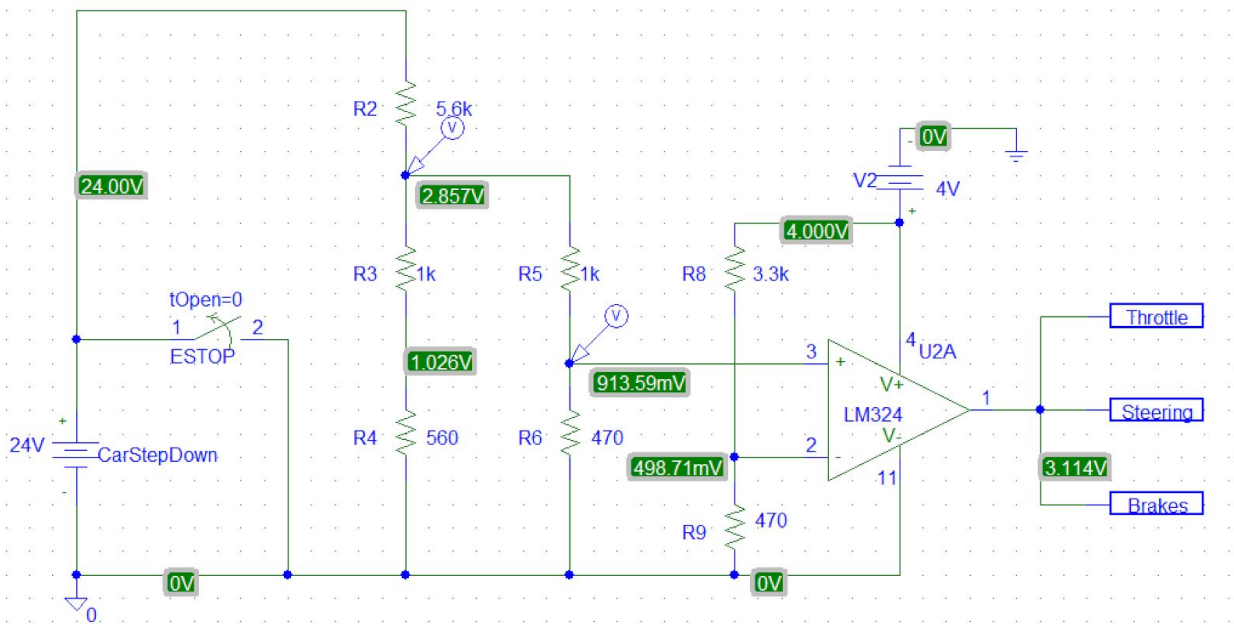 R2
5.6k
V
24.00V
2.857V
0V
V2
4V
+
-
4.000V
R3
1k
R5
1k
R8
3.3k
tOpen=0
1
2
ESTOP
V
1.026V
913.59mV
3
+
4
U2A
V+
LM324
V-
1
2
-
11
Throttle
Steering
3.114V
Brakes
+
24V
CarStepDown
-
R4
560
R6
470
498.71mV
R9
470
0V
0V
0